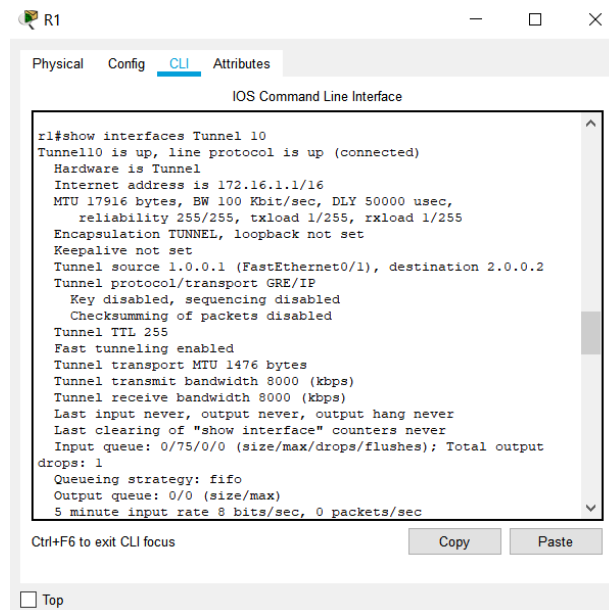 R1
Physical Config CLI Attributes
IOS Command Line Interface
r1#show interfaces Tunnel 10
Tunnel10 is up, line protocol is up (connected)
Hardware is Tunnel
Internet address is 172.16.1.1/16
MTU 17916 bytes, BW 100 Kbit/sec, DLY 50000 usec,
reliability 255/255, txload 1/255, rxload 1/255
Encapsulation TUNNEL, loopback not set
Keepalive not set
Tunnel source 1.0.0.1 (FastEthernet0/1), destination 2.0.0.2
Tunnel protocol/transport GRE/IP
Key disabled, sequencing disabled
Checksumming of packets disabled
Tunnel TTL 255
Fast tunneling enabled
Tunnel transport MTU 1476 bytes
Tunnel transmit bandwidth 8000 (kbps)
Tunnel receive bandwidth 8000 (kbps)
Last input never, output never, output hang never
Last clearing of "show interface" counters never
Input queue: 0/75/0/0 (size/max/drops/flushes); Total output
drops: 1
Queueing strategy: fifo
Output queue: 0/0 (size/max)
5 minute input rate 8 bits/sec, 0 packets/sec
Ctrl+F6 to exit CLI focus
Copy
Paste
Top